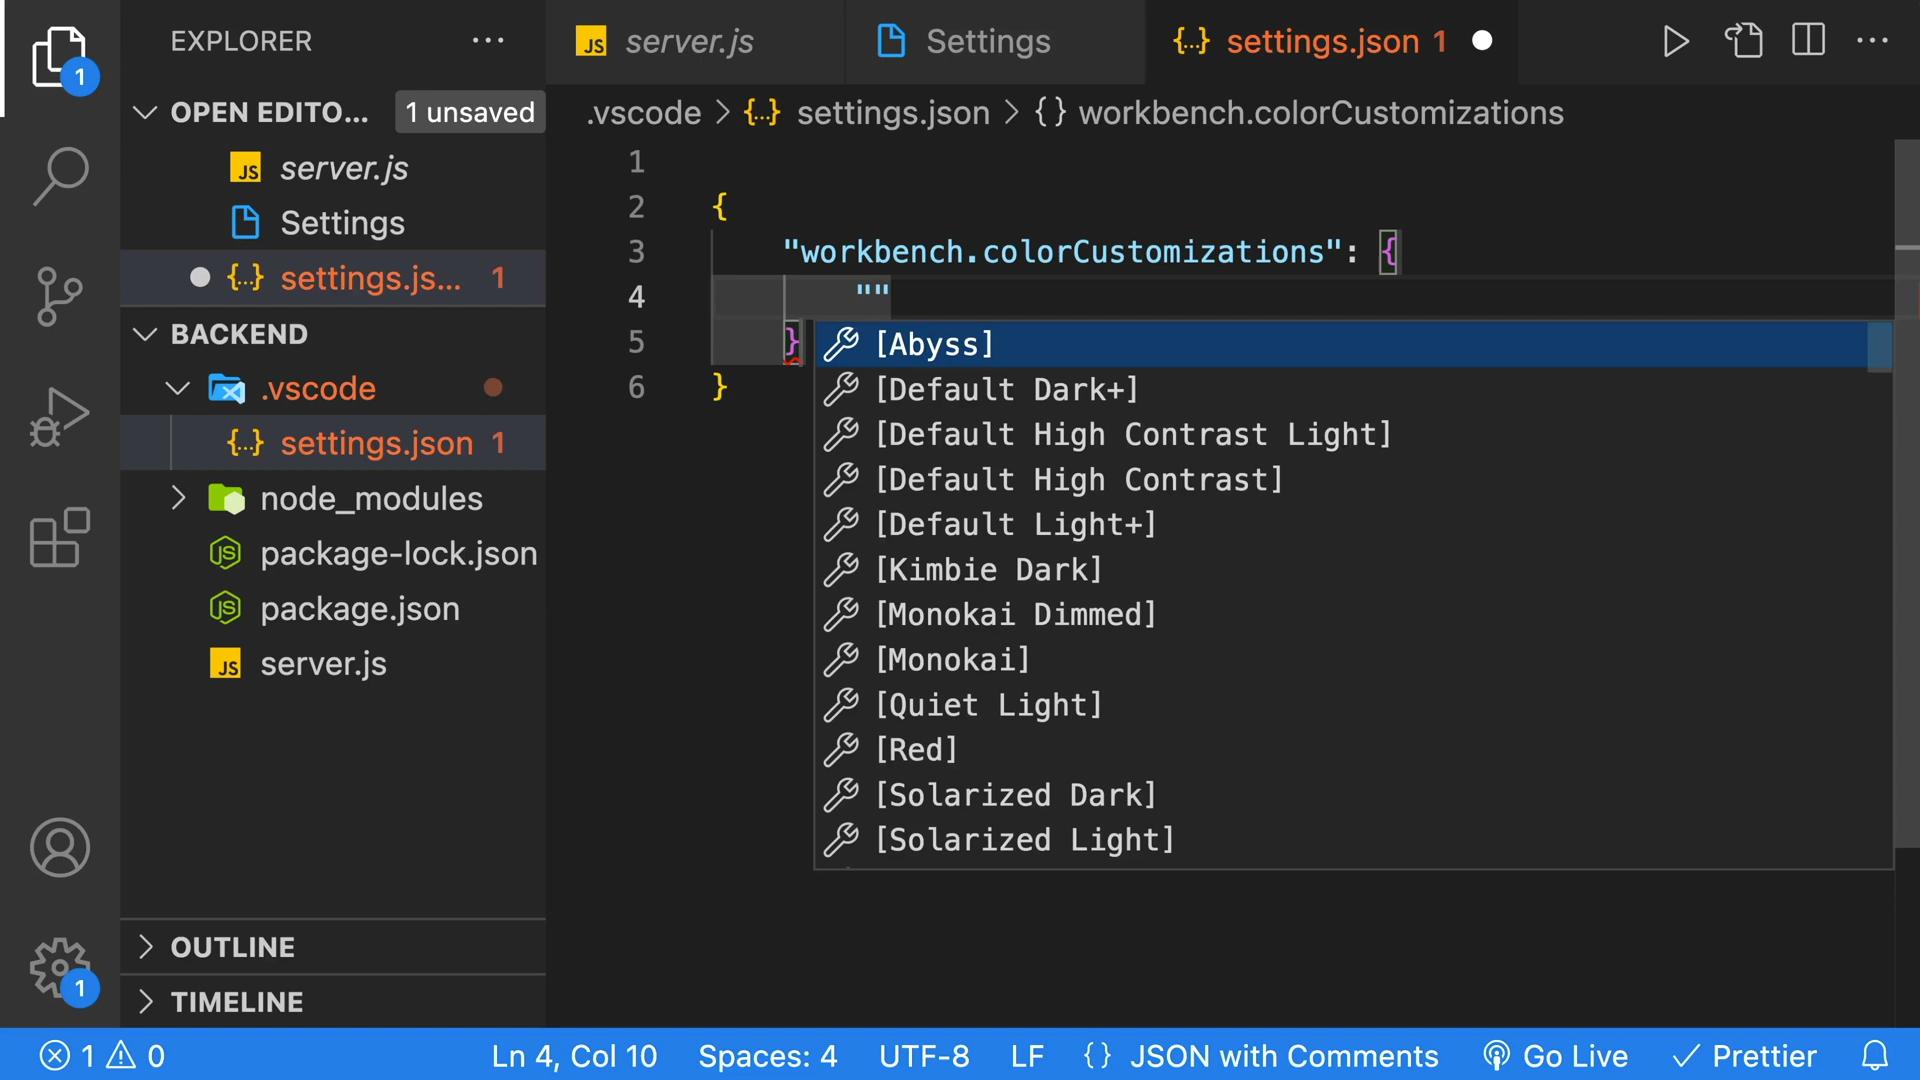 EXPLORER
server.js
Settings
settings.json 1
1
OPEN EDITO... 1 unsaved
server.js
Settings
settings.js... 1
BACKEND
.vscode
settings.json 1
node_modules
package-lock.json
package.json
server.js
OUTLINE
TIMELINE
1
.vscode > settings.json > {} workbench.colorCustomizations
1
2 {
3 "workbench.colorCustomizations": {
4 ""
5 }
6 }
[Abyss]
[Default Dark+]
[Default High Contrast Light]
[Default High Contrast]
[Default Light+]
[Kimbie Dark]
[Monokai Dimmed]
[Monokai]
[Quiet Light]
[Red]
[Solarized Dark]
[Solarized Light]
1 0 Ln 4, Col 10 Spaces: 4 UTF-8 LF {} JSON with Comments Go Live Prettier